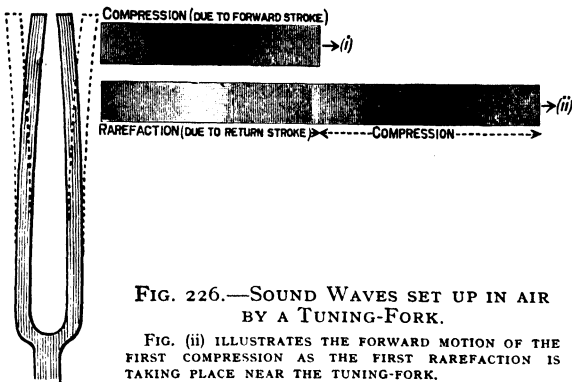 COMPRESSION (DUE TO FORWARD STROKE)
(i)
(ii)
RAREFACTION (DUE TO RETURN STROKE) COMPRESSION
FIG. 226.—SOUND WAVES SET UP IN AIR
BY A TUNING-FORK.
FIG. (ii) ILLUSTRATES THE FORWARD MOTION OF THE
FIRST COMPRESSION AS THE FIRST RAREFACTION IS
TAKING PLACE NEAR THE TUNING-FORK.